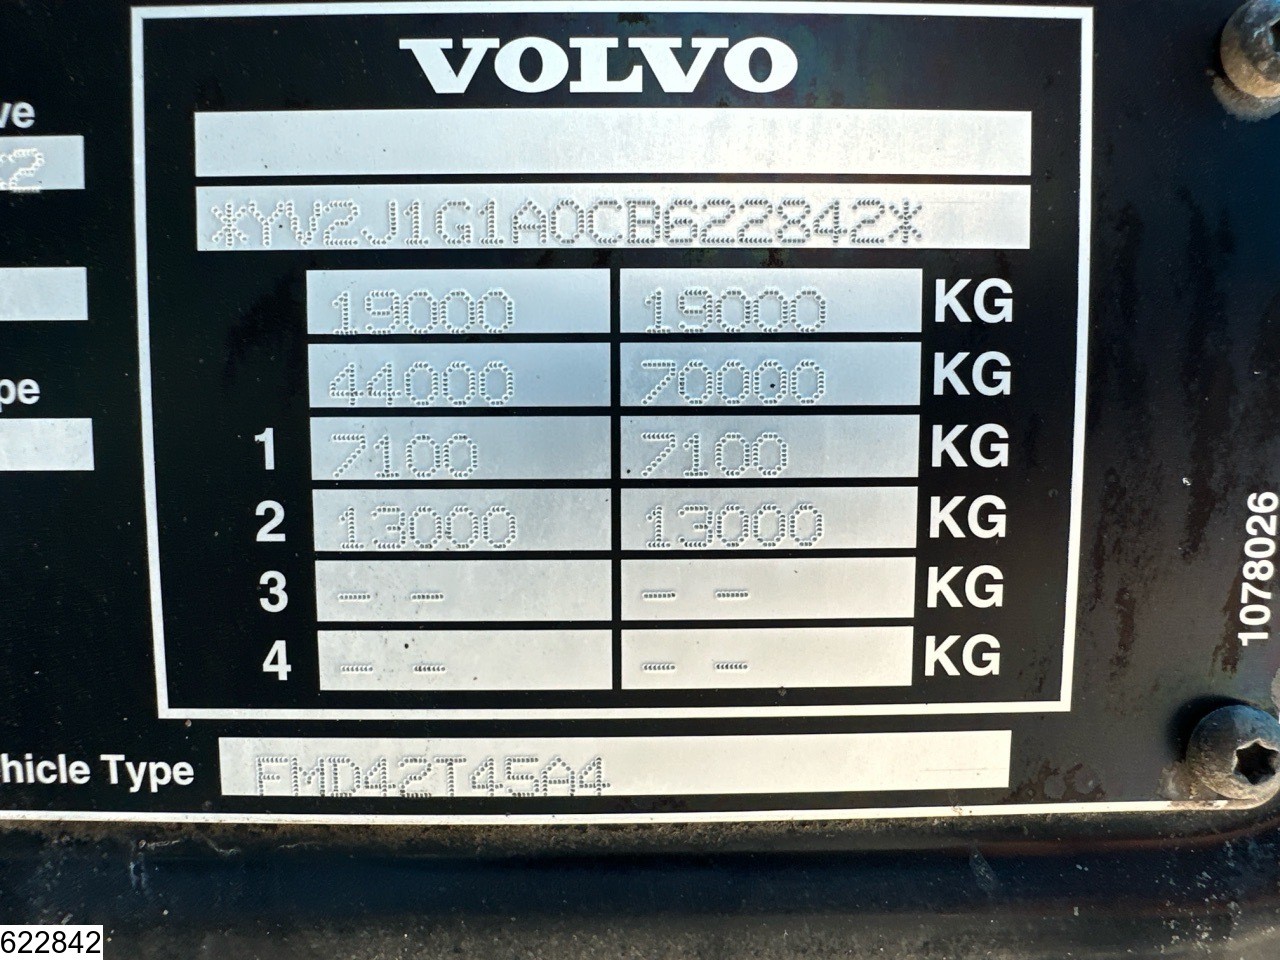 VOLVO
*YV2J1G1A0CB622842*
19000 19000 KG
44000 70000 KG
1 7100 7100 KG
2 13000 13000 KG
3 - - - - KG
4 - - - - KG
hicle Type FMD42T45A4
ve
2
pe
1078026
622842